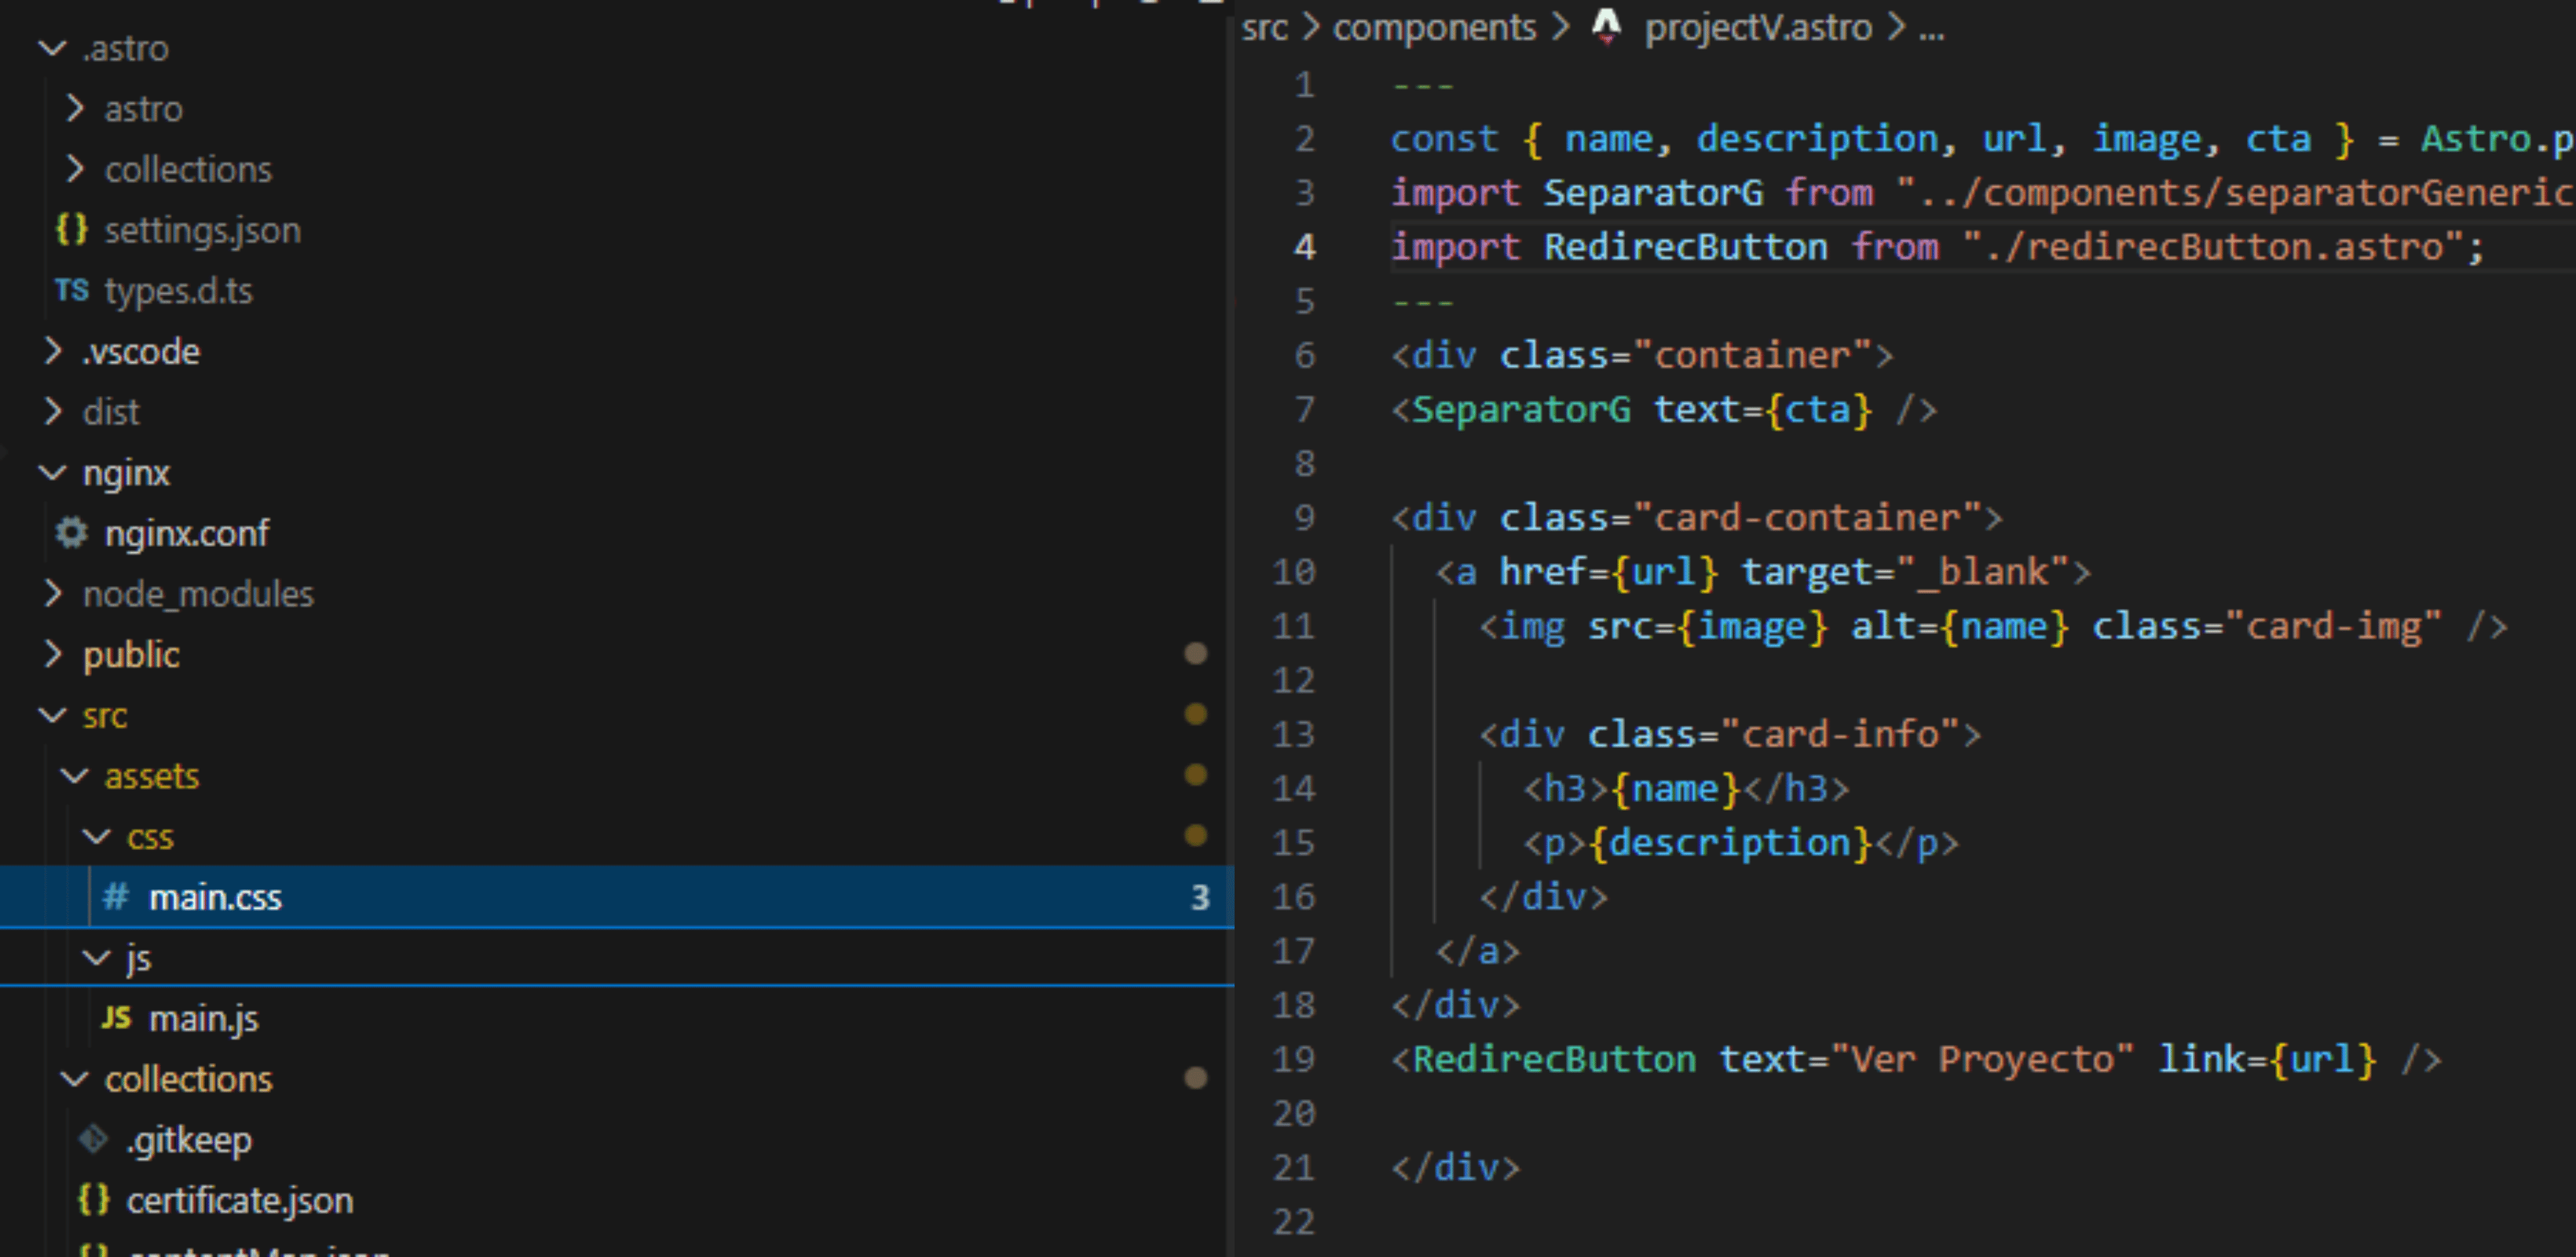 .astro
astro
collections
{} settings.json
TS types.d.ts
.vscode
dist
nginx
nginx.conf
node_modules
public
src
assets
css
# main.css 3
js
JS main.js
collections
.gitkeep
{} certificate.json
src > components > projectV.astro > ...
1 ---
2 const { name, description, url, image, cta } = Astro.p
3 import SeparatorG from "../components/separatorGeneric
4 import RedirecButton from "./redirecButton.astro";
5 ---
6 <div class="container">
7 <SeparatorG text={cta} />
8
9 <div class="card-container">
10 <a href={url} target="_blank">
11 <img src={image} alt={name} class="card-img" />
12
13 <div class="card-info">
14 <h3>{name}</h3>
15 <p>{description}</p>
16 </div>
17 </a>
18 </div>
19 <RedirecButton text="Ver Proyecto" link={url} />
20
21 </div>
22